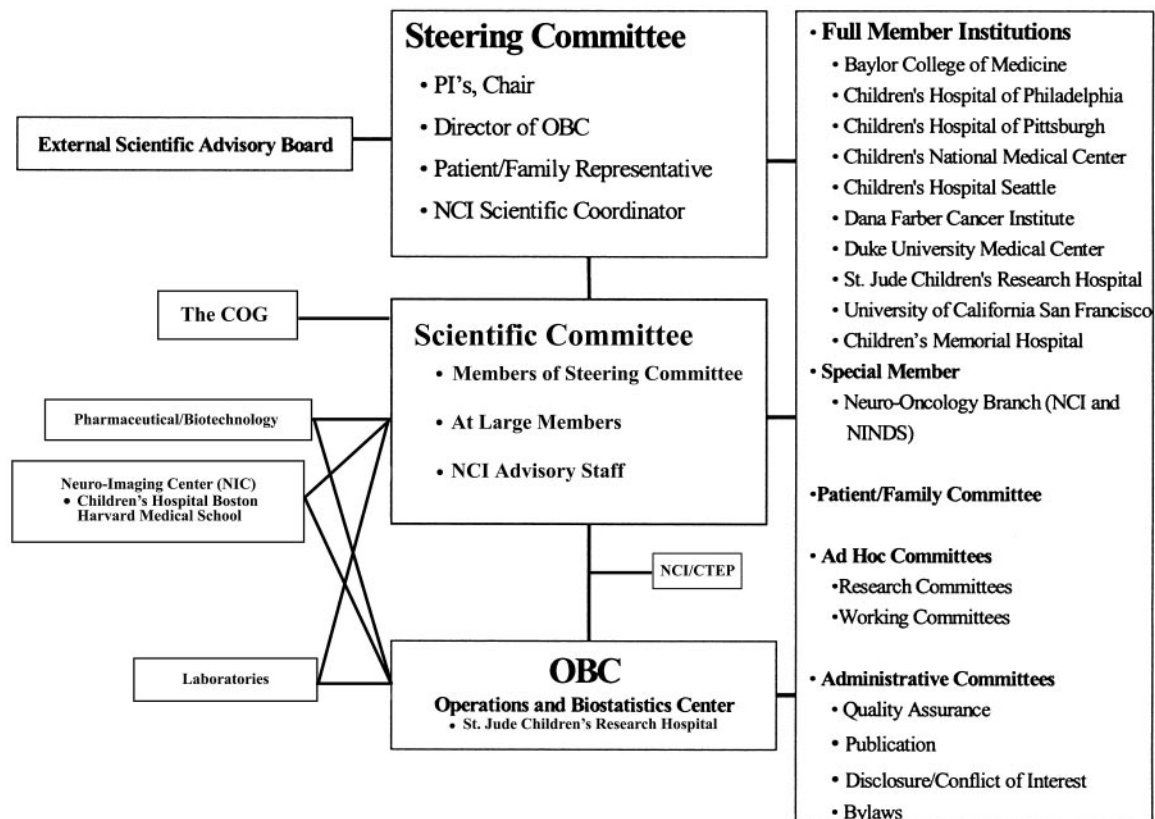 Steering Committee
• PI's, Chair
• Director of OBC
• Patient/Family Representative
• NCI Scientific Coordinator
External Scientific Advisory Board
The COG
Scientific Committee
• Members of Steering Committee
• At Large Members
• NCI Advisory Staff
Pharmaceutical/Biotechnology
Neuro-Imaging Center (NIC)
• Children's Hospital Boston
Harvard Medical School
NCI/CTEP
Laboratories
OBC
Operations and Biostatistics Center
• St. Jude Children's Research Hospital
• Full Member Institutions
• Baylor College of Medicine
• Children's Hospital of Philadelphia
• Children's Hospital of Pittsburgh
• Children's National Medical Center
• Children's Hospital Seattle
• Dana Farber Cancer Institute
• Duke University Medical Center
• St. Jude Children's Research Hospital
• University of California San Francisco
• Children's Memorial Hospital
• Special Member
• Neuro-Oncology Branch (NCI and
NINDS)
•Patient/Family Committee
• Ad Hoc Committees
•Research Committees
•Working Committees
• Administrative Committees
• Quality Assurance
• Publication
• Disclosure/Conflict of Interest
• Bylaws